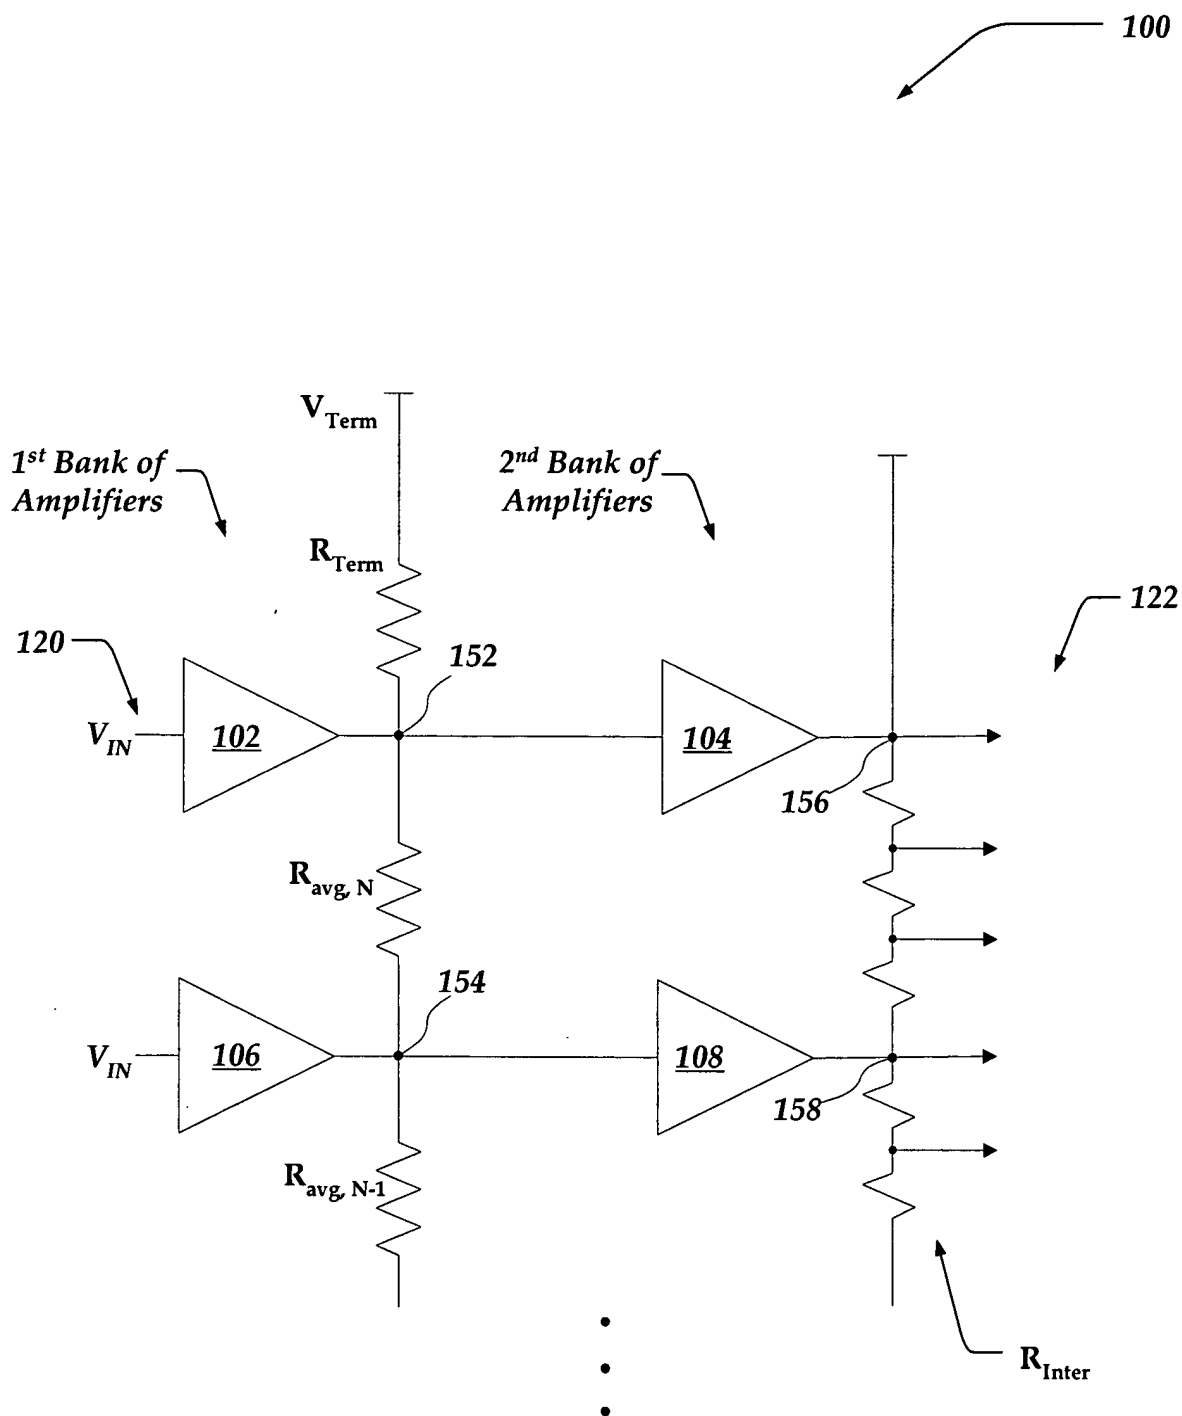 100
V_Term
1st Bank of
Amplifiers
2nd Bank of
Amplifiers
R_Term
122
120
152
V_IN
102
104
156
R_avg, N
154
V_IN
106
108
158
R_avg, N-1
R_Inter